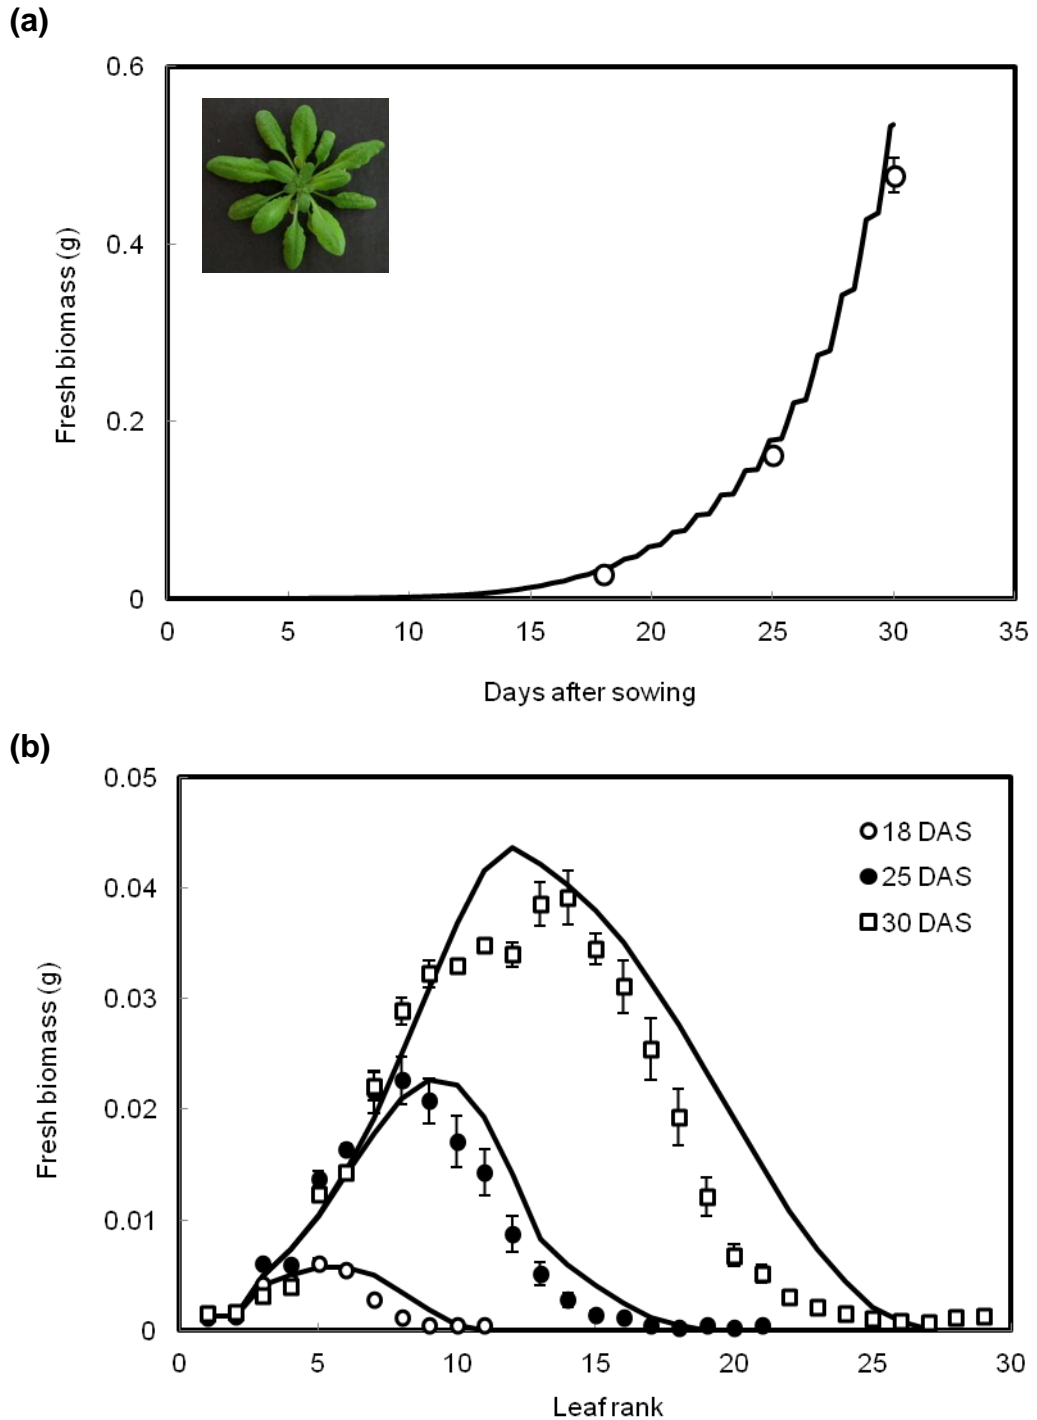 (a)
0.6
0.4
0.2
0
Fresh biomass (g)
0 5 10 15 20 25 30 35
Days after sowing
(b)
0.05
0.04
0.03
0.02
0.01
0
Fresh biomass (g)
18 DAS
25 DAS
30 DAS
0 5 10 15 20 25 30
Leaf rank